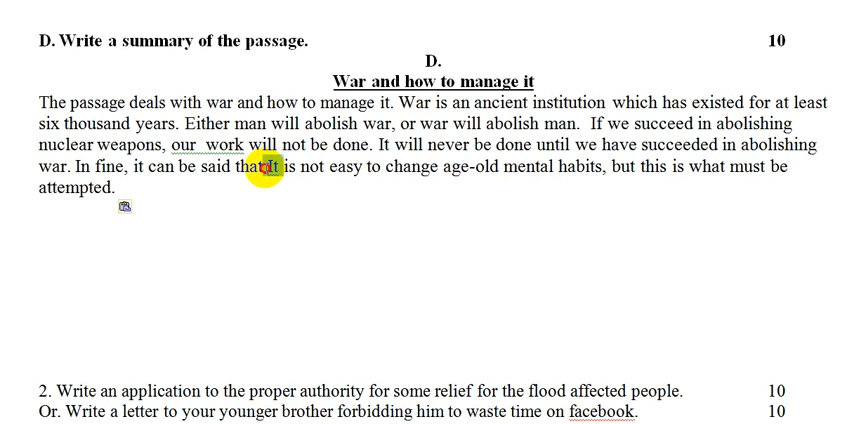 D. Write a summary of the passage. 10
D.
War and how to manage it
The passage deals with war and how to manage it. War is an ancient institution which has existed for at least
six thousand years. Either man will abolish war, or war will abolish man.  If we succeed in abolishing
nuclear weapons, our  work will not be done. It will never be done until we have succeeded in abolishing
war. In fine, it can be said that It is not easy to change age-old mental habits, but this is what must be
attempted.
2. Write an application to the proper authority for some relief for the flood affected people. 10
Or. Write a letter to your younger brother forbidding him to waste time on facebook. 10